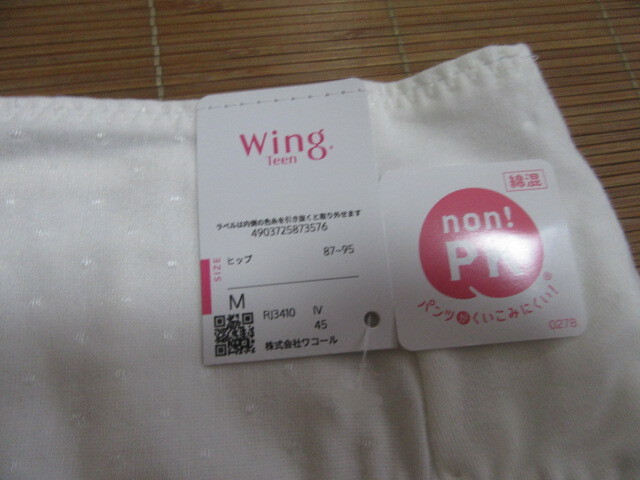 Wing
Teen
ラベルは内側の色糸を引き抜くと取り外せます
4903725873576
SIZE
ヒップ 87-95
M
RJ3410 IV
45
株式会社ワコール
綿混
non!
PK
パンツがくいこみにくい!®
0278